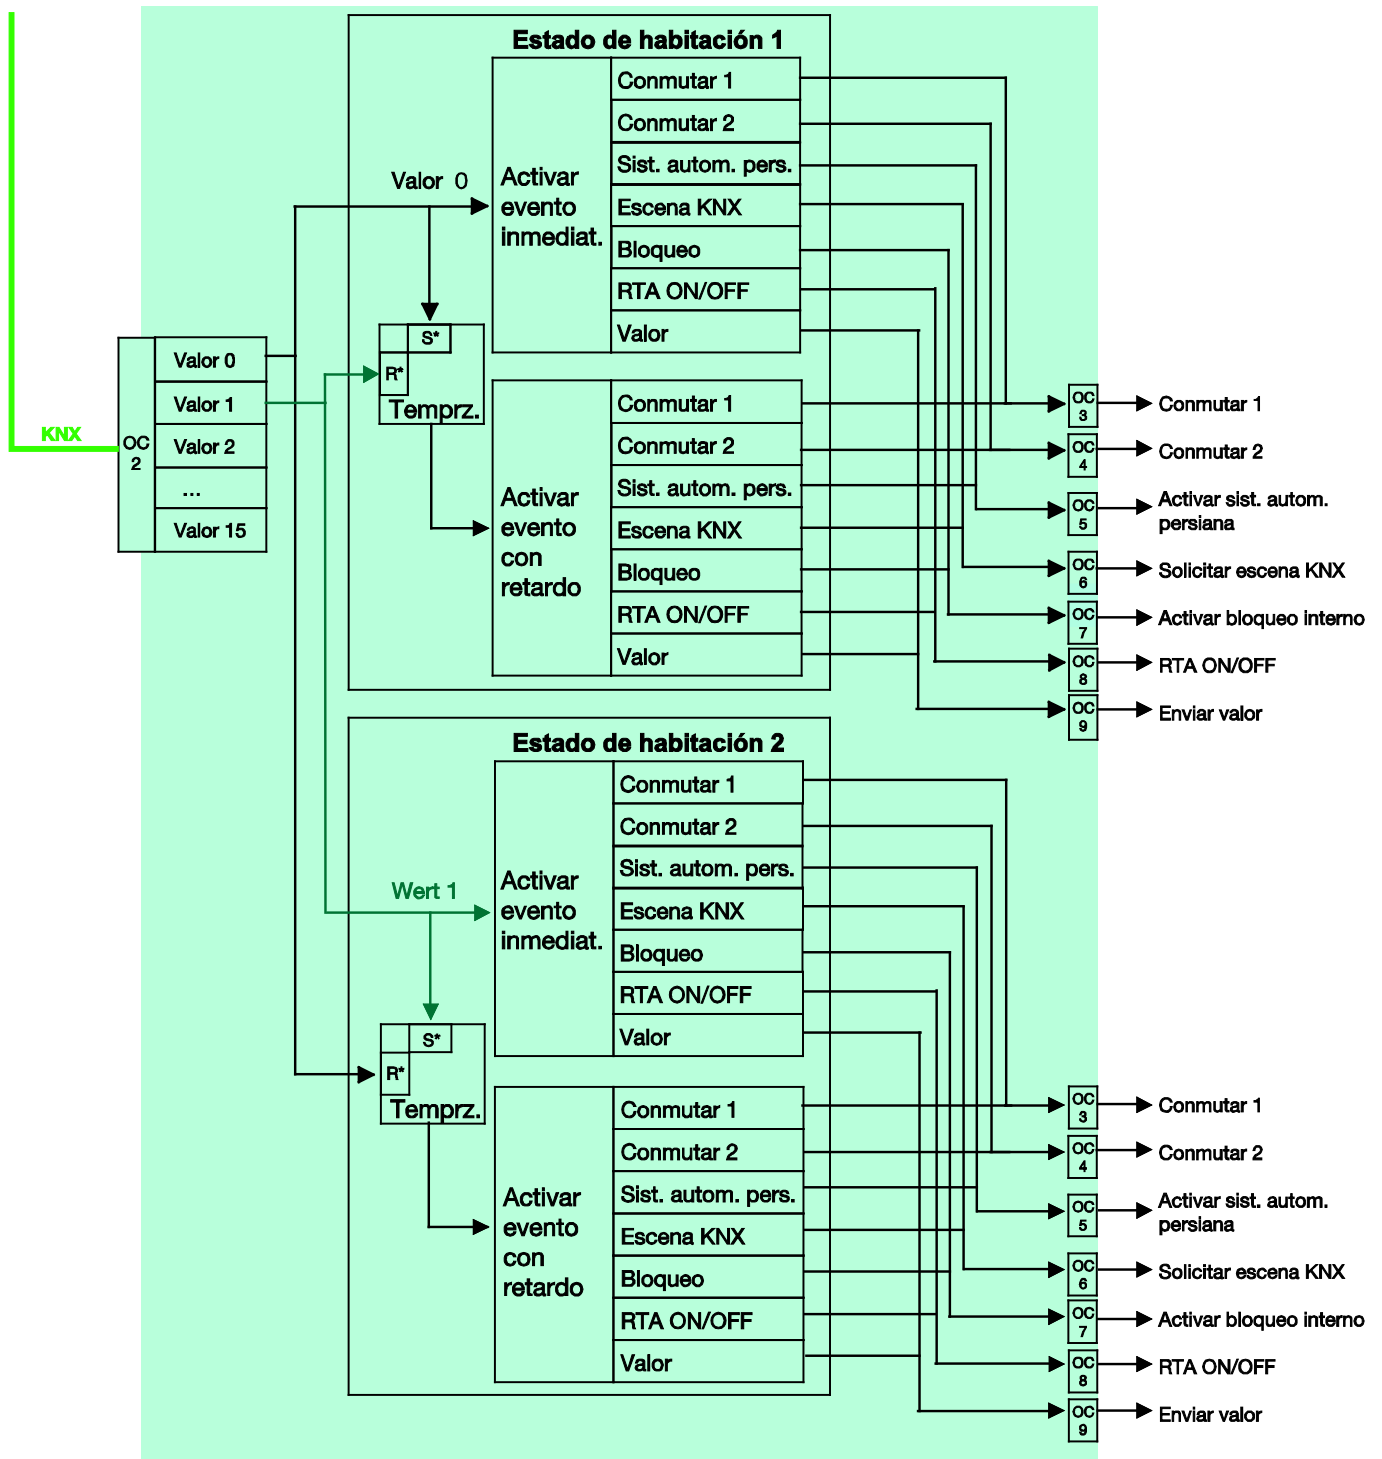 KNX
OC
2
Valor 0
Valor 1
Valor 2
...
Valor 15
Estado de habitación 1
Valor 0
Activar
evento
inmediat.
Conmutar 1
Conmutar 2
Sist. autom. pers.
Escena KNX
Bloqueo
RTA ON/OFF
Valor
S*
R*
Temprz.
Activar
evento
con
retardo
Conmutar 1
Conmutar 2
Sist. autom. pers.
Escena KNX
Bloqueo
RTA ON/OFF
Valor
OC
3
Conmutar 1
OC
4
Conmutar 2
OC
5
Activar sist. autom.
persiana
OC
6
Solicitar escena KNX
OC
7
Activar bloqueo interno
OC
8
RTA ON/OFF
OC
9
Enviar valor
Estado de habitación 2
Wert 1
Activar
evento
inmediat.
Conmutar 1
Conmutar 2
Sist. autom. pers.
Escena KNX
Bloqueo
RTA ON/OFF
Valor
S*
R*
Temprz.
Activar
evento
con
retardo
Conmutar 1
Conmutar 2
Sist. autom. pers.
Escena KNX
Bloqueo
RTA ON/OFF
Valor
OC
3
Conmutar 1
OC
4
Conmutar 2
OC
5
Activar sist. autom.
persiana
OC
6
Solicitar escena KNX
OC
7
Activar bloqueo interno
OC
8
RTA ON/OFF
OC
9
Enviar valor